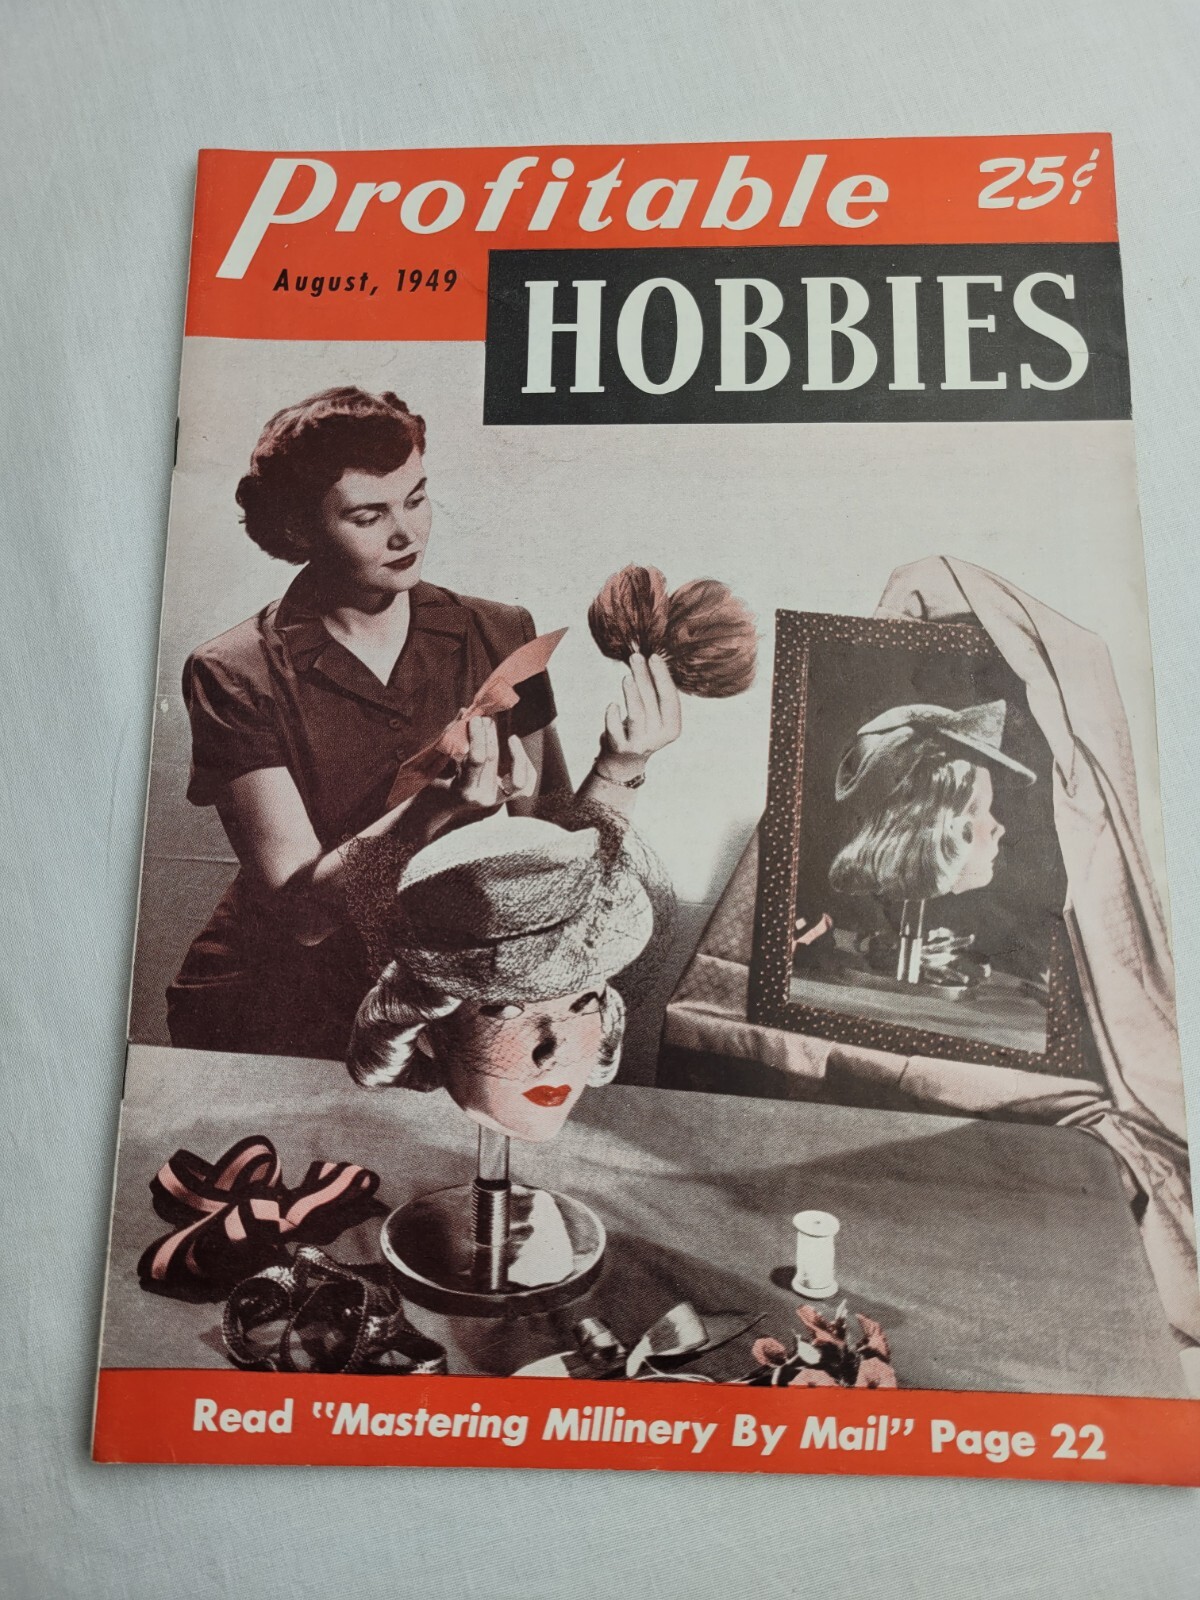 Profitable
25¢
August, 1949
HOBBIES
Read "Mastering Millinery By Mail" Page 22